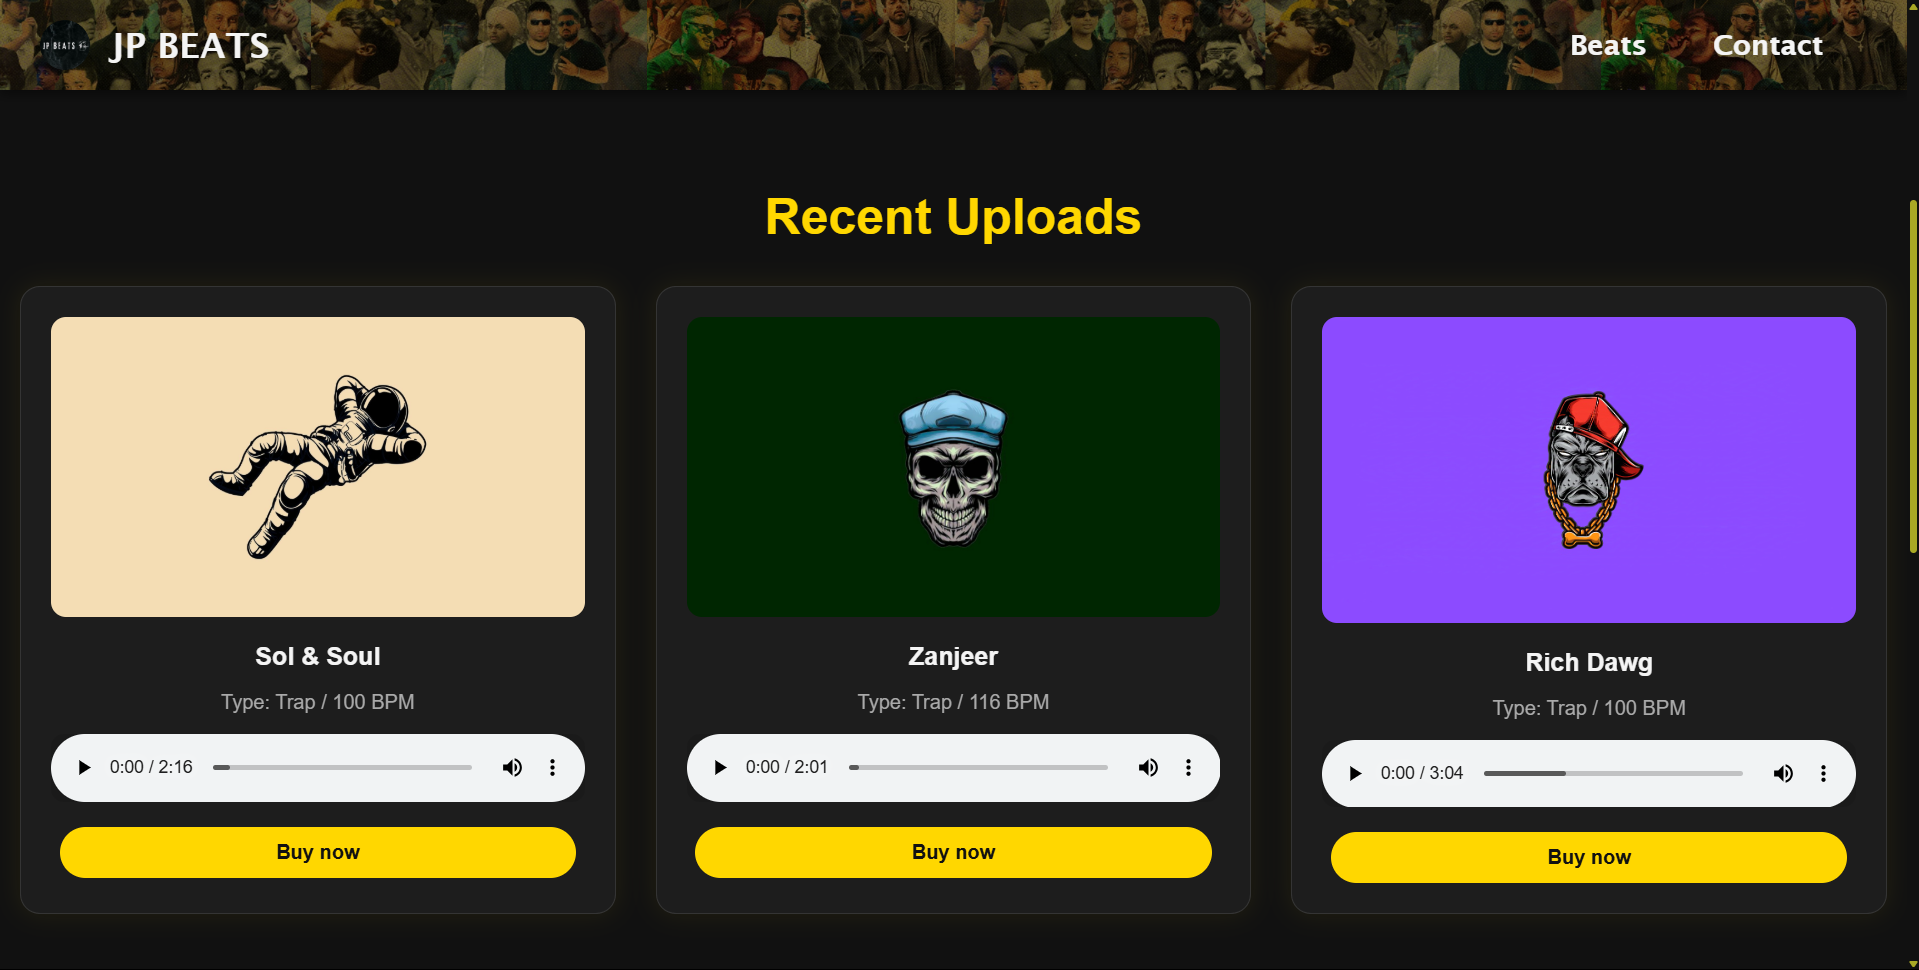 JP BEATS
JP BEATS
Beats
Contact
Recent Uploads
Sol & Soul
Type: Trap / 100 BPM
0:00 / 2:16
Buy now
Zanjeer
Type: Trap / 116 BPM
0:00 / 2:01
Buy now
Rich Dawg
Type: Trap / 100 BPM
0:00 / 3:04
Buy now